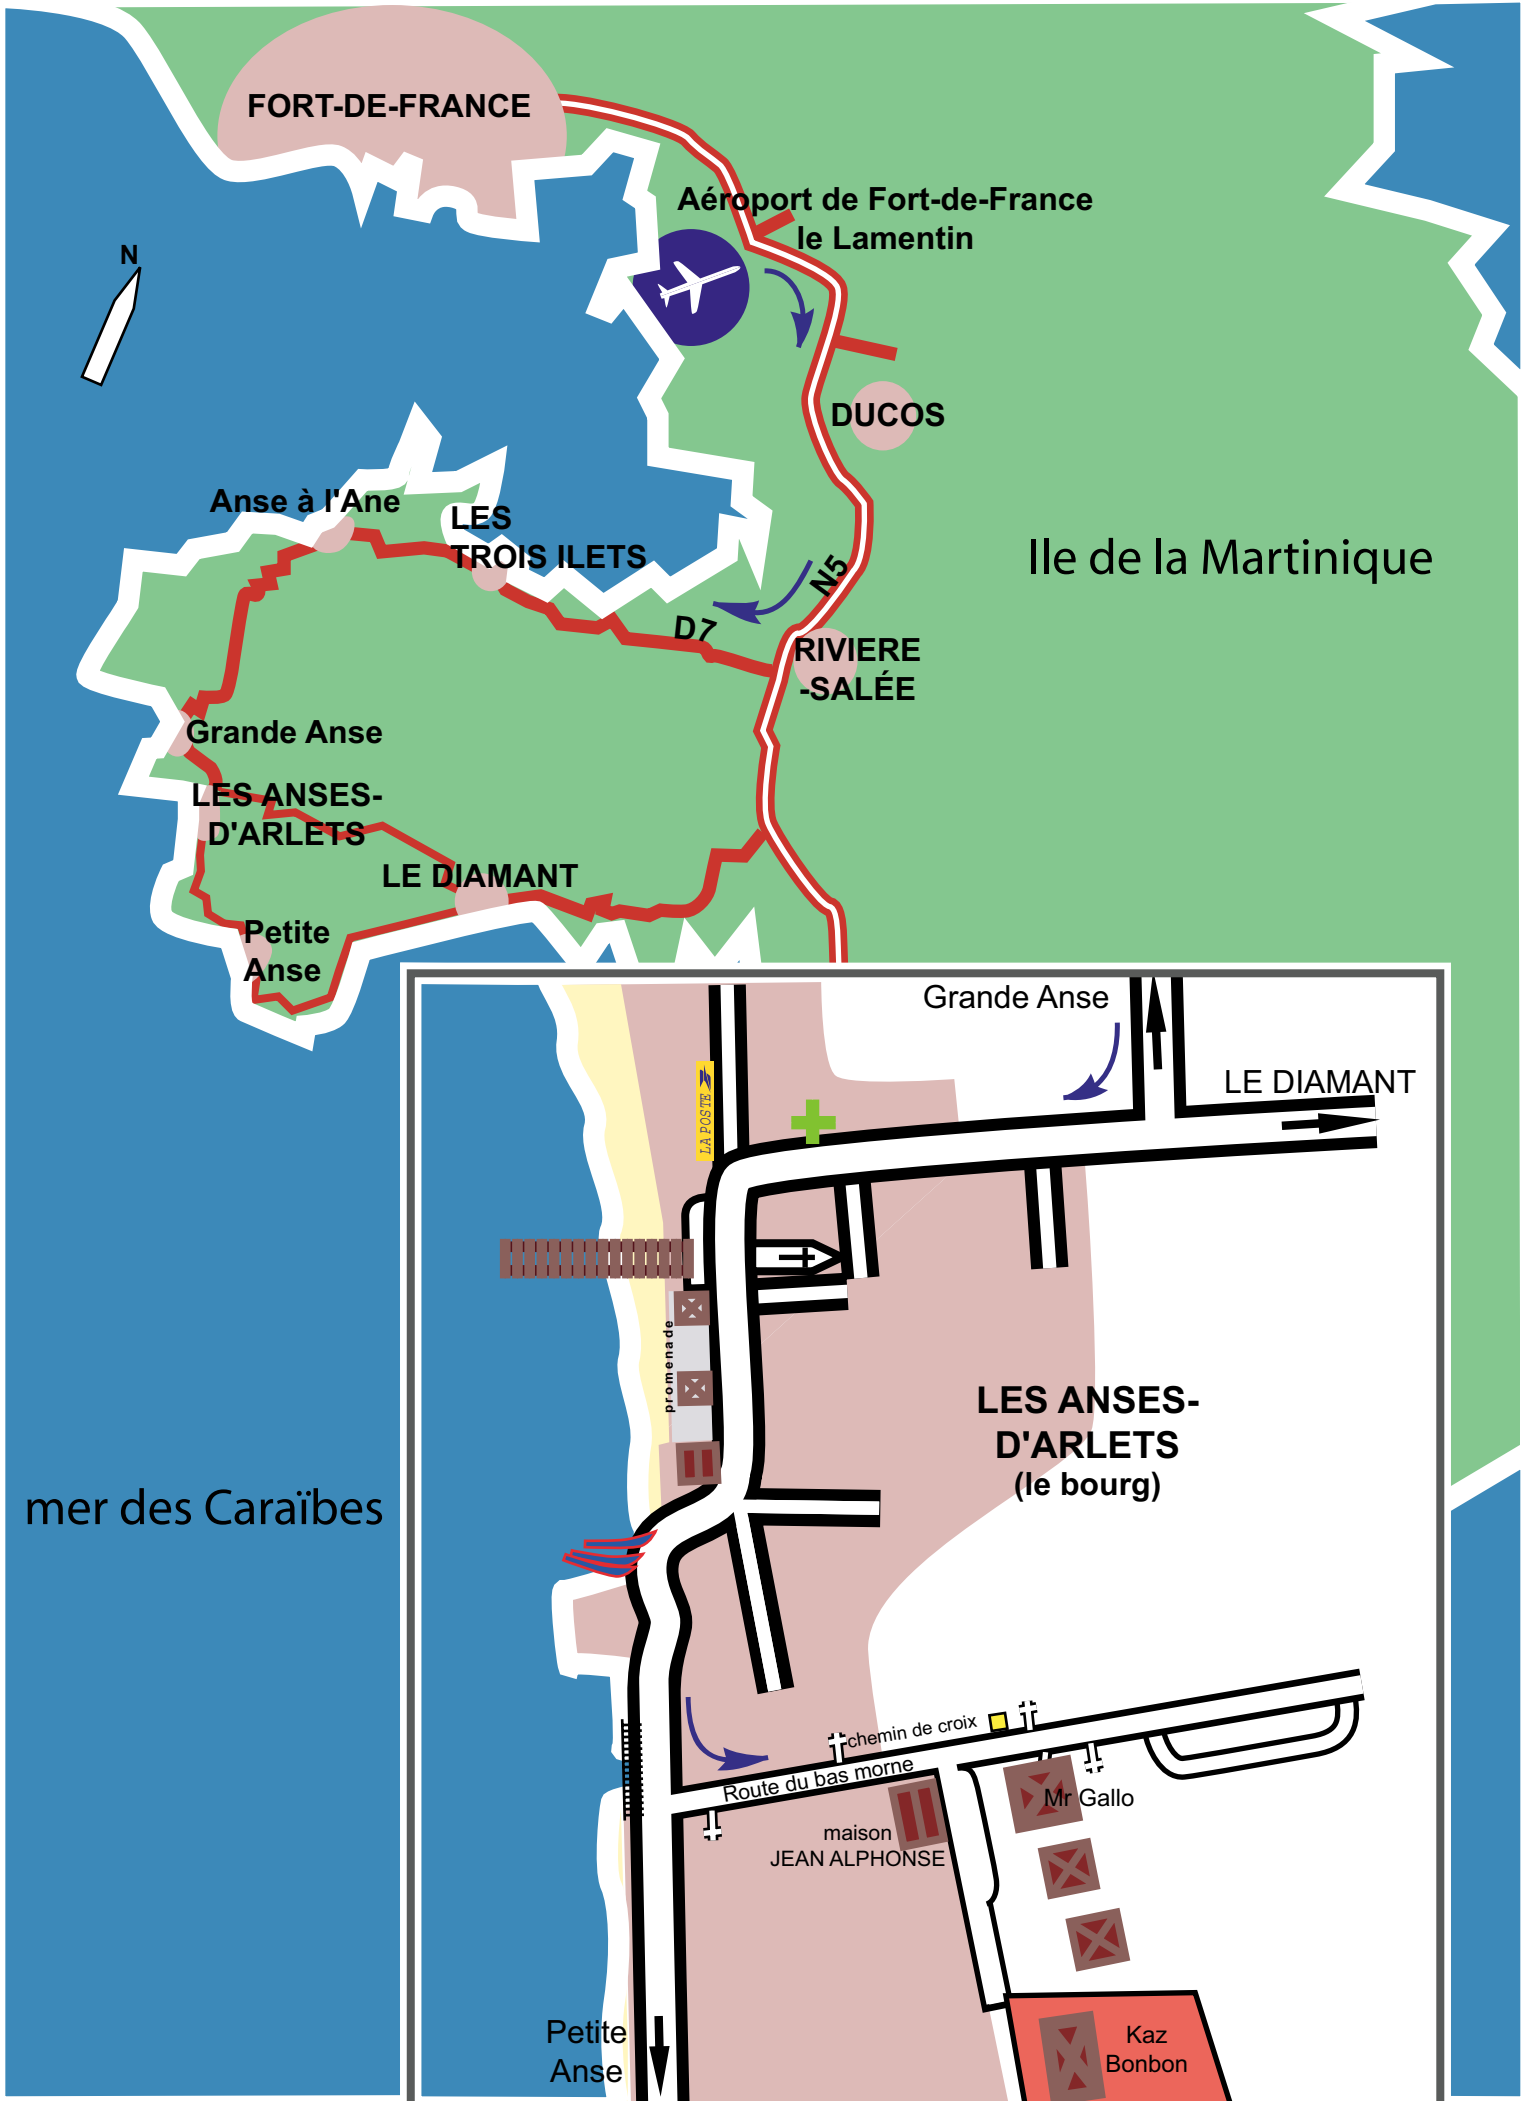 FORT-DE-FRANCE
Aéroport de Fort-de-France
le Lamentin
N
DUCOS
Anse à l'Ane
LES
TROIS ILETS
N5
D7
Ile de la Martinique
RIVIERE
-SALÉE
Grande Anse
LES ANSES-
D'ARLETS
LE DIAMANT
Petite
Anse
mer des Caraïbes
Grande Anse
LE DIAMANT
LA POSTE
promenade
LES ANSES-
D'ARLETS
(le bourg)
chemin de croix
Route du bas morne
Mr Gallo
maison
JEAN ALPHONSE
Petite
Anse
Kaz
Bonbon